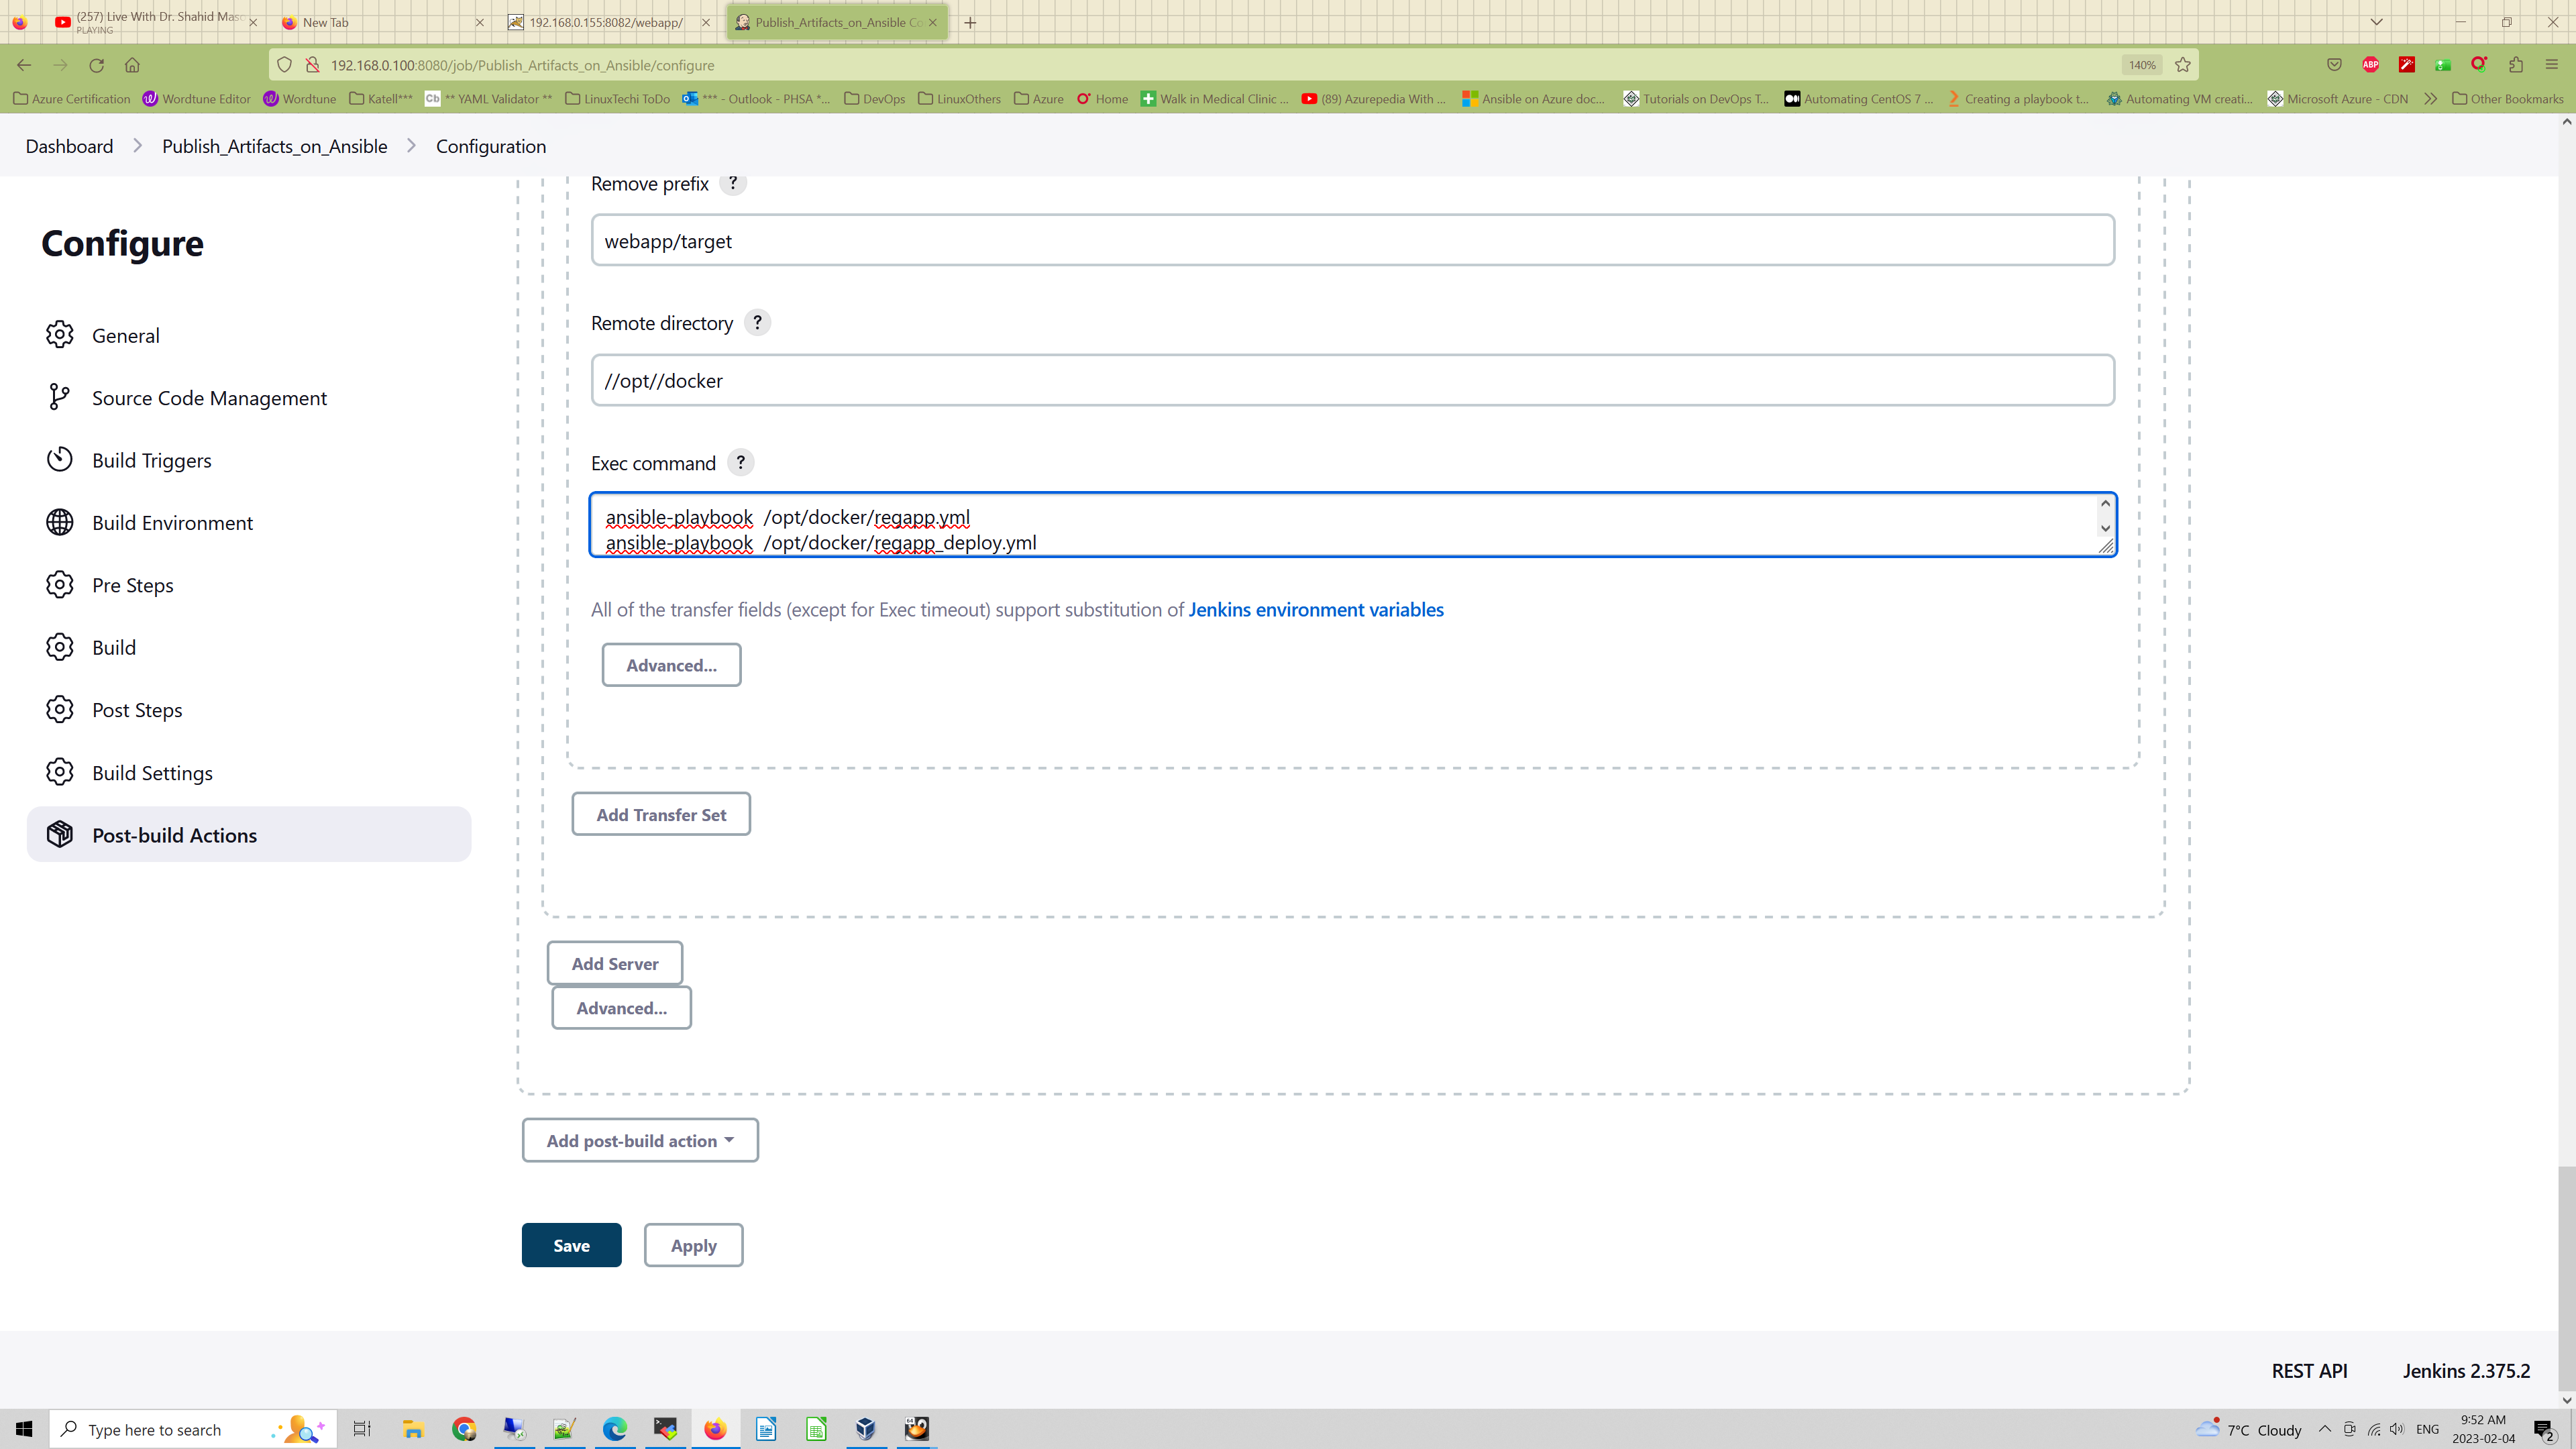 (257) Live With Dr. Shahid Maso
PLAYING
New Tab
192.168.0.155:8082/webapp/
Publish_Artifacts_on_Ansible Co
192.168.0.100:8080/job/Publish_Artifacts_on_Ansible/configure
140%
ABP
Azure Certification
Wordtune Editor
Wordtune
Katell***
Cb
** YAML Validator **
LinuxTechi ToDo
*** - Outlook - PHSA *...
DevOps
LinuxOthers
Azure
Home
Walk in Medical Clinic ...
(89) Azurepedia With ...
Ansible on Azure doc...
Tutorials on DevOps T...
Automating CentOS 7 ...
Creating a playbook t...
Automating VM creati...
Microsoft Azure - CDN
Other Bookmarks
Dashboard
Publish_Artifacts_on_Ansible
Configuration
Configure
General
Source Code Management
Build Triggers
Build Environment
Pre Steps
Build
Post Steps
Build Settings
Post-build Actions
Remove prefix ?
webapp/target
Remote directory ?
//opt//docker
Exec command ?
ansible-playbook /opt/docker/regapp.yml
ansible-playbook /opt/docker/regapp_deploy.yml
All of the transfer fields (except for Exec timeout) support substitution of Jenkins environment variables
Advanced...
Add Transfer Set
Add Server
Advanced...
Add post-build action
Save
Apply
REST API
Jenkins 2.375.2
Type here to search
7°C Cloudy
ENG
9:52 AM
2023-02-04
2